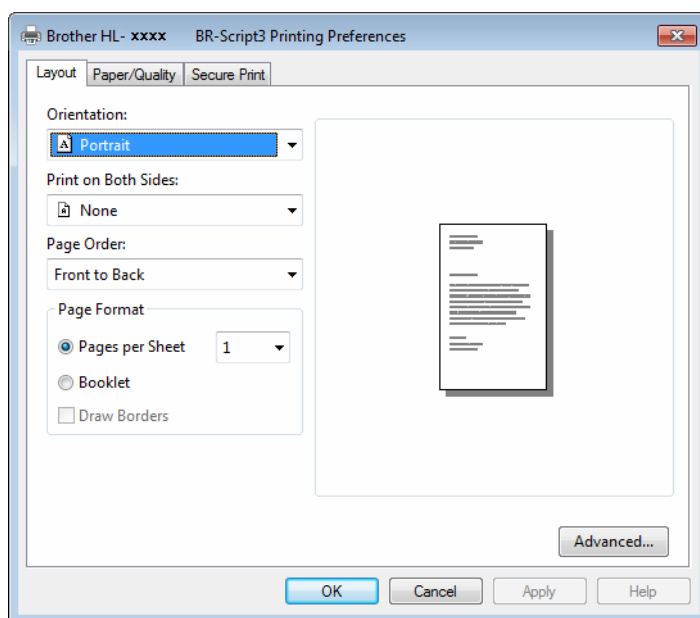 Brother HL- xxxx BR-Script3 Printing Preferences
Layout Paper/Quality Secure Print
Orientation:
A Portrait
Print on Both Sides:
None
Page Order:
Front to Back
Page Format
Pages per Sheet 1
Booklet
Draw Borders
Advanced...
OK Cancel Apply Help